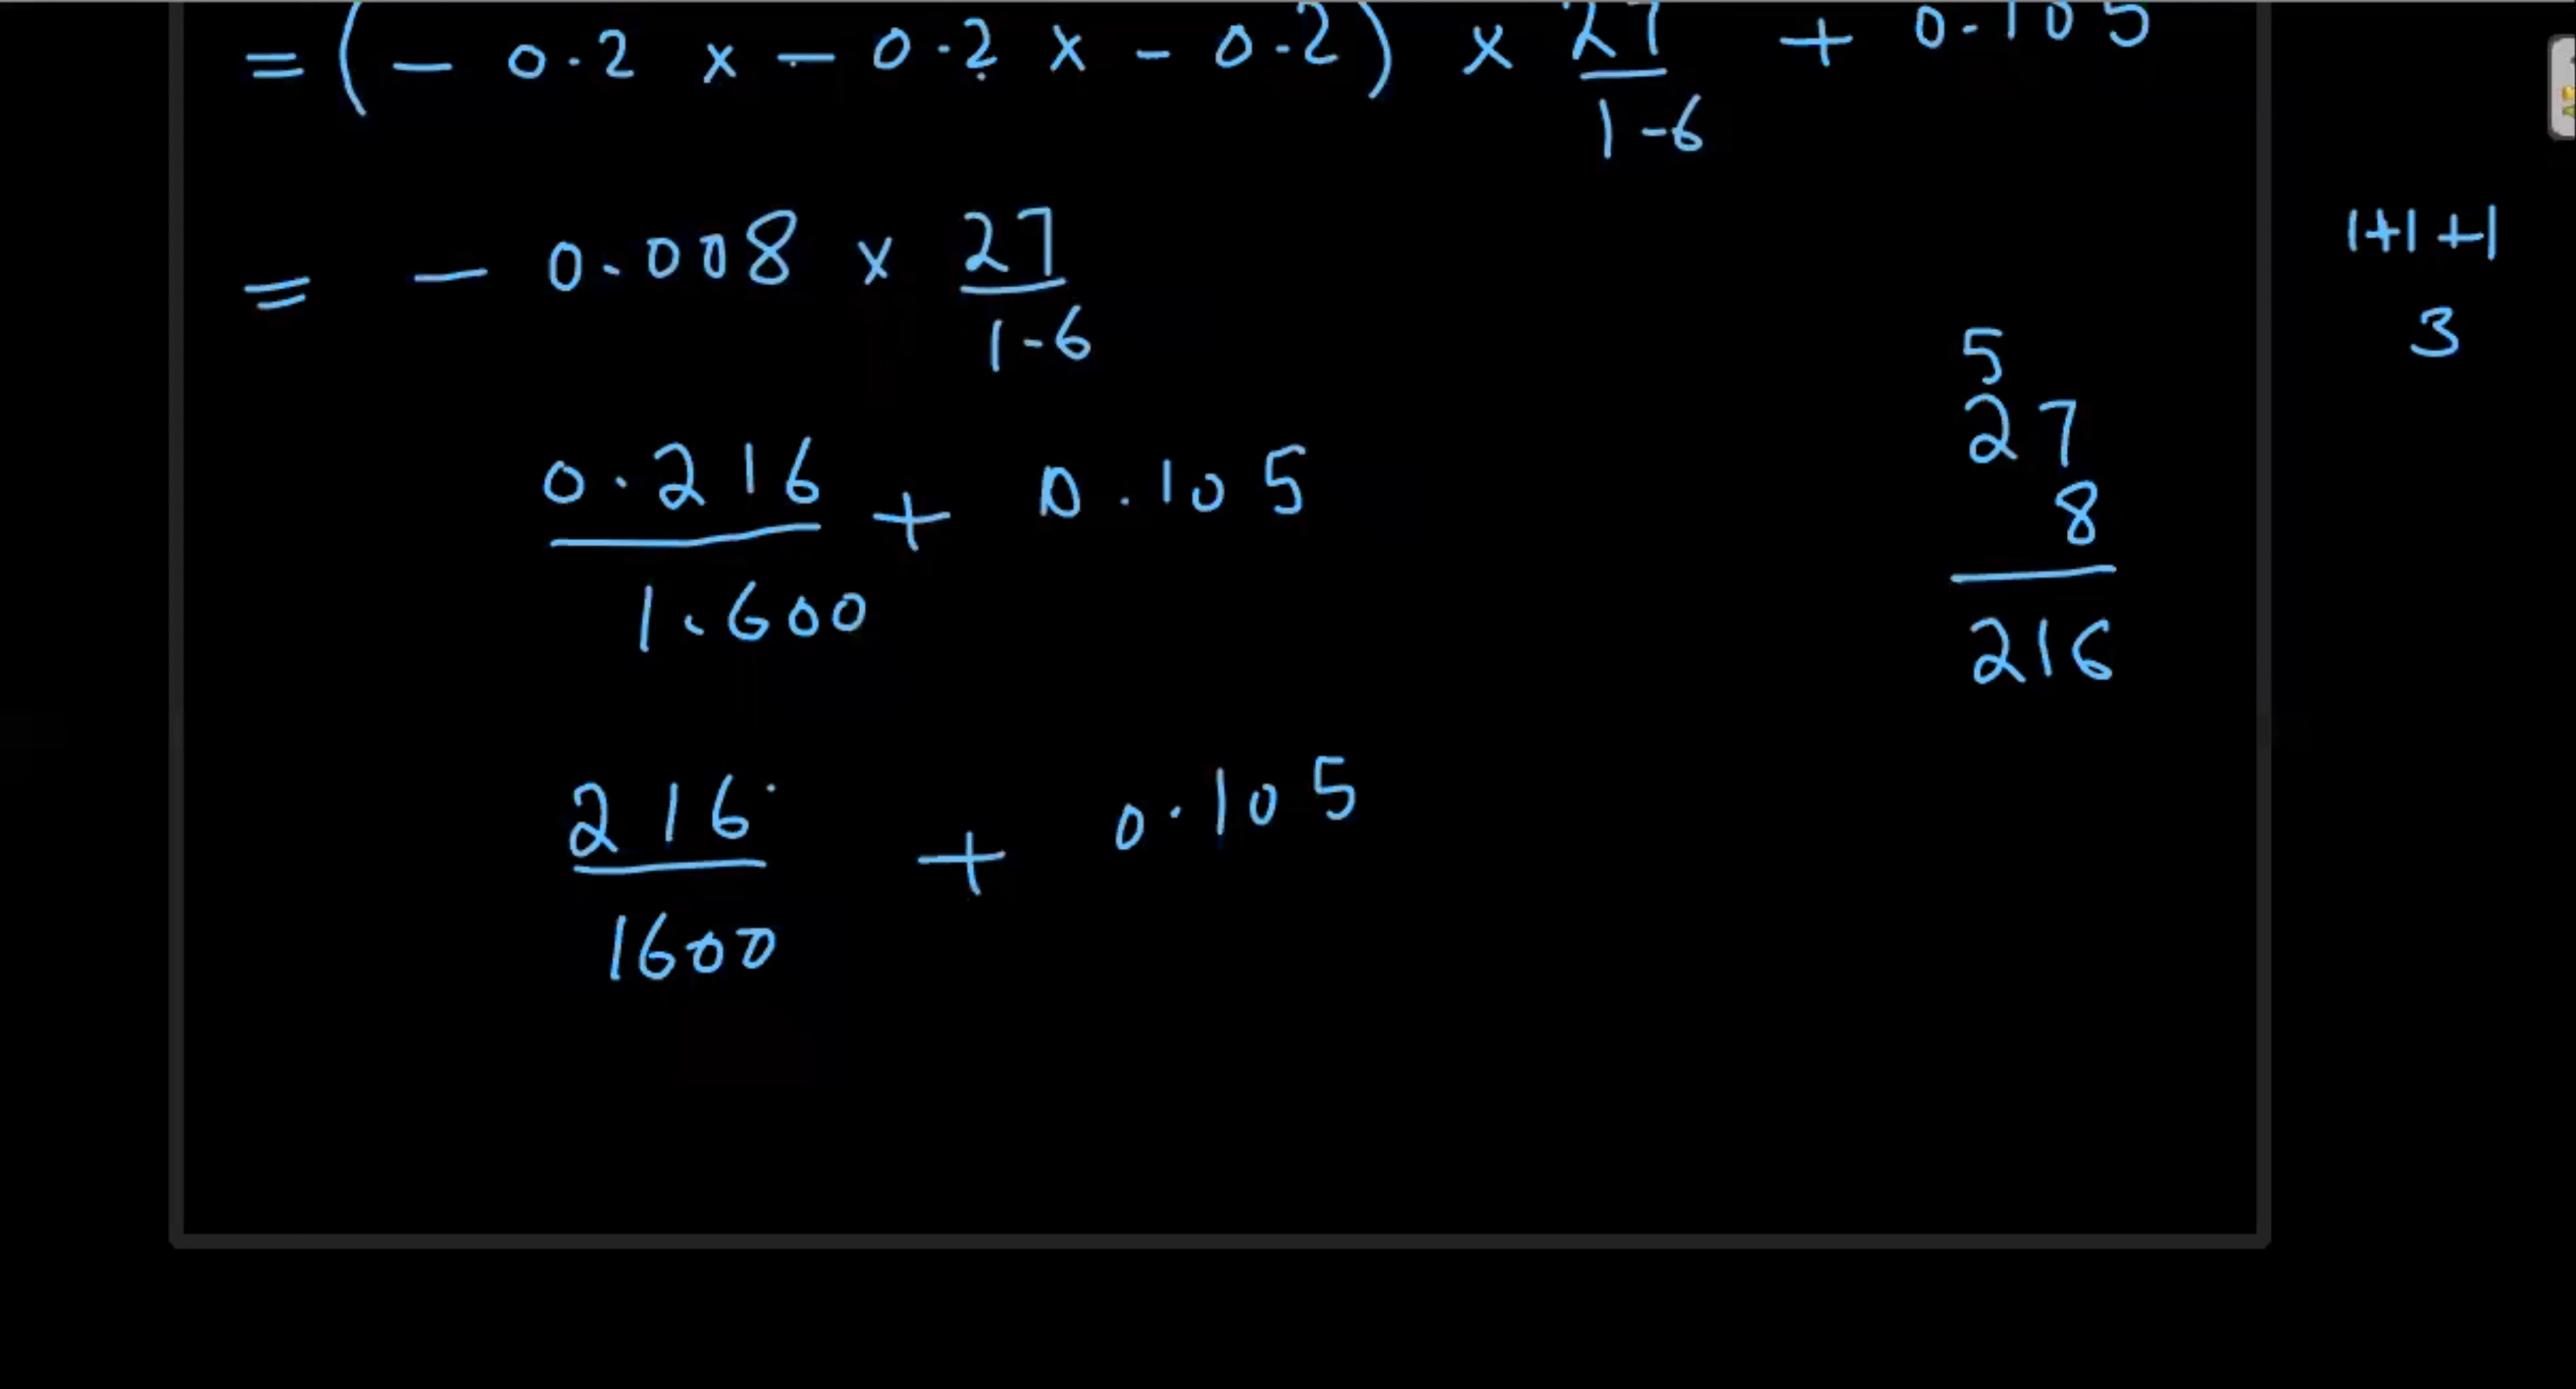 = (- 0.2 x - 0.2 x - 0.2) x 27/1.6 + 0.105
= - 0.008 x 27/1.6
1+1+1
3
0.216/1.600 + 0.105
5
27
8
216
216/1600 + 0.105